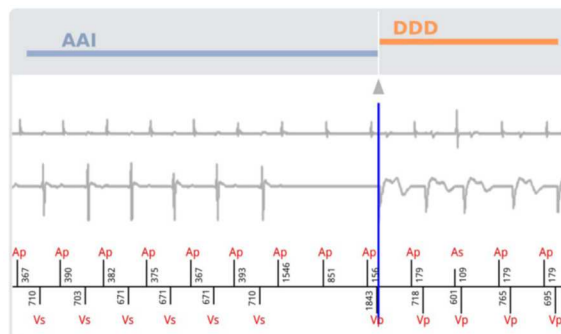 AAI DDD
Ap Ap Ap Ap Ap Ap Ap Ap Ap Ap As Ap Ap
367 390 382 375 367 393 1546 851 156 179 109 179 179
710 703 671 671 671 710 1843 718 601 765 695
Vs Vs Vs Vs Vs Vs Vp Vp Vp Vp Vp